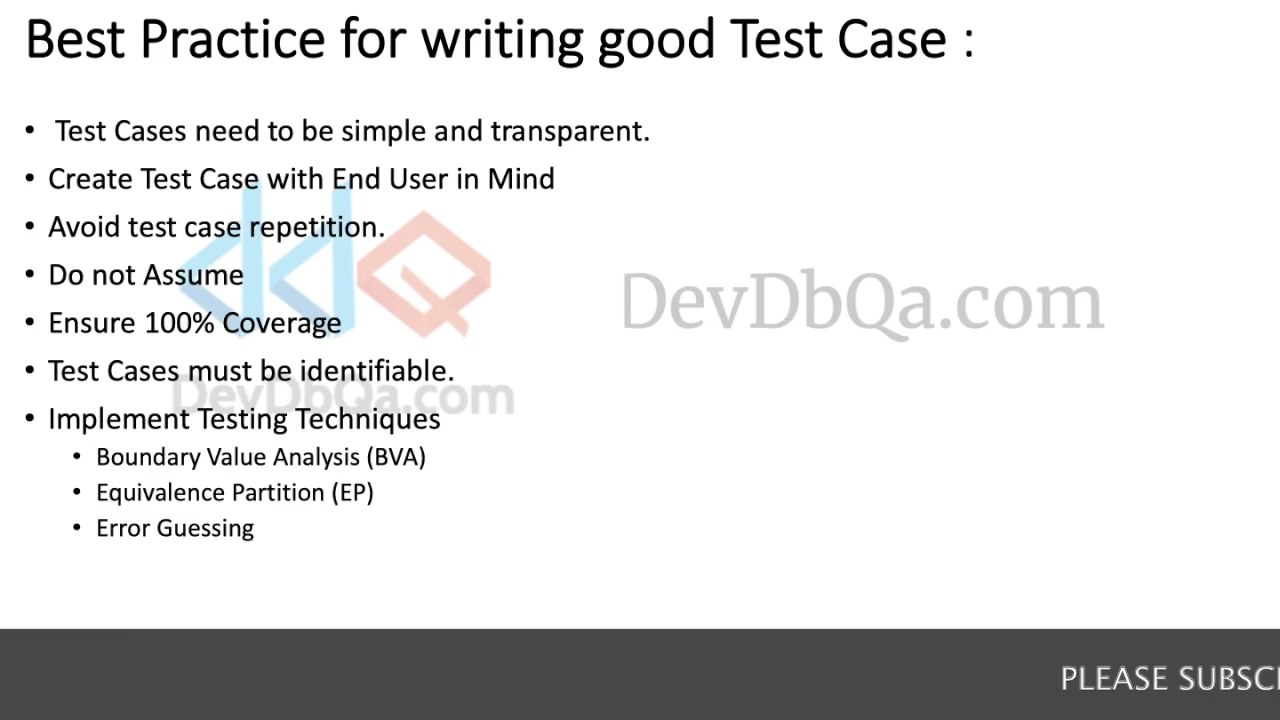 Best Practice for writing good Test Case :
• Test Cases need to be simple and transparent.
• Create Test Case with End User in Mind
• Avoid test case repetition.
• Do not Assume
• Ensure 100% Coverage
• Test Cases must be identifiable.
• Implement Testing Techniques
• Boundary Value Analysis (BVA)
• Equivalence Partition (EP)
• Error Guessing
DevDbQa.com
DevDbQa.com
PLEASE SUBSCI